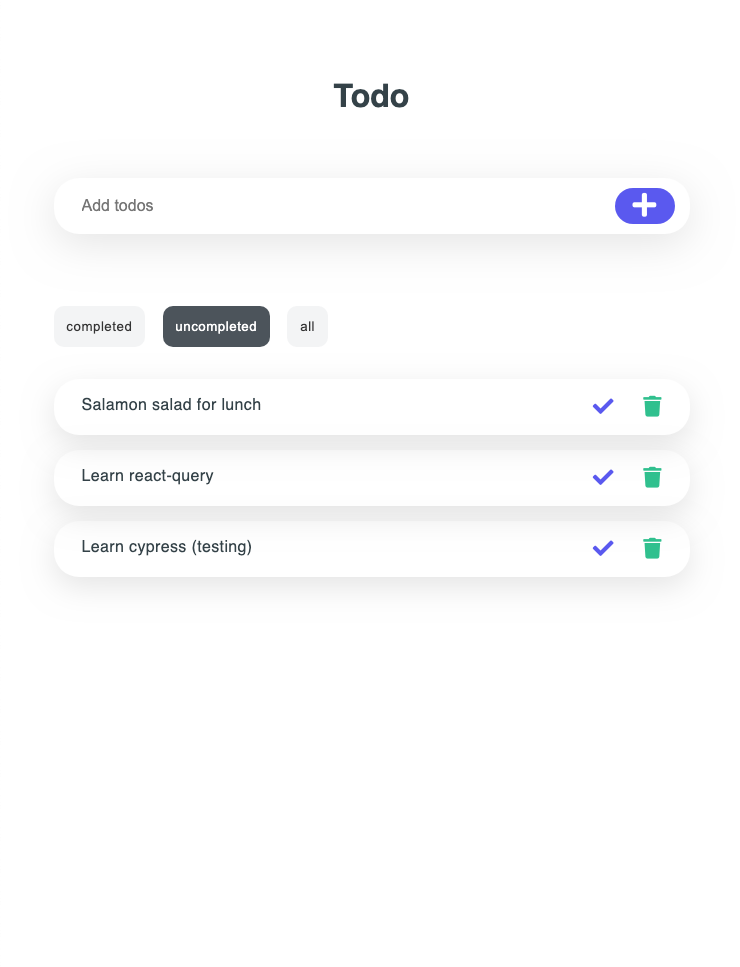 Todo
Add todos
completed uncompleted all
Salamon salad for lunch
Learn react-query
Learn cypress (testing)